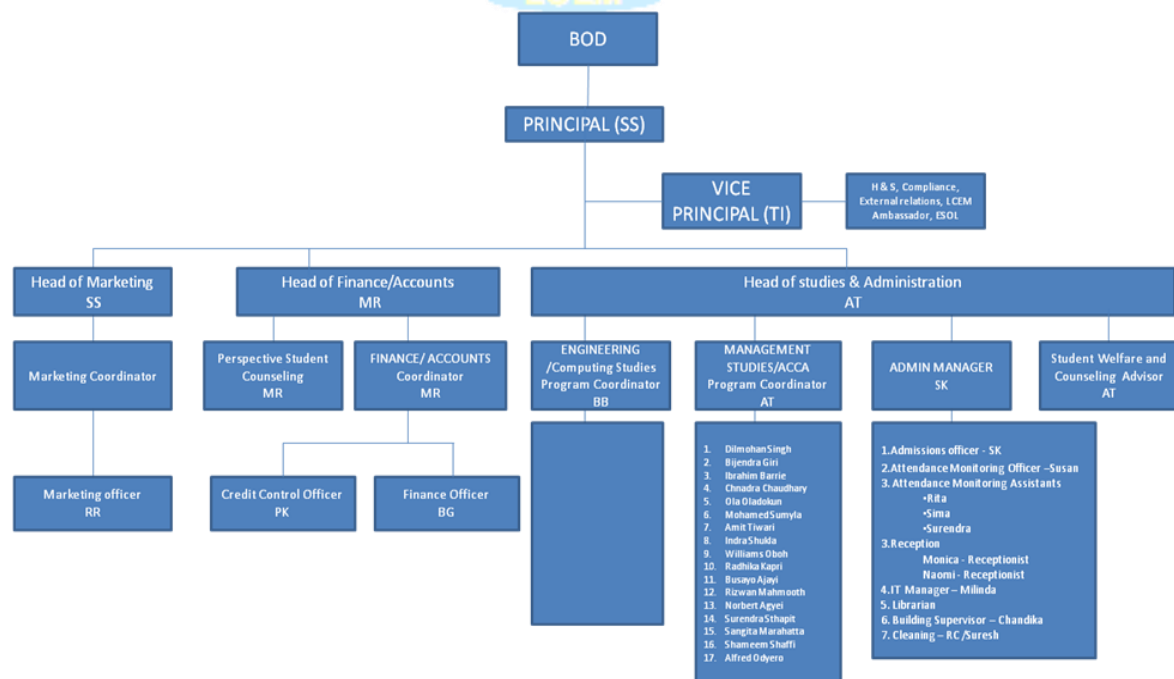 BOD
PRINCIPAL (SS)
VICE
PRINCIPAL (TI)
H & S, Compliance,
External relations, LCEM
Ambassador, ESOL
Head of Marketing
SS
Head of Finance/Accounts
MR
Head of studies & Administration
AT
Marketing Coordinator
Perspective Student
Counseling
MR
FINANCE/ ACCOUNTS
Coordinator
MR
ENGINEERING
/Computing Studies
Program Coordinator
BB
MANAGEMENT
STUDIES/ACCA
Program Coordinator
AT
ADMIN MANAGER
SK
Student Welfare and
Counseling Advisor
AT
Marketing officer
RR
Credit Control Officer
PK
Finance Officer
BG
1. Dilmohan Singh
2. Bijendra Giri
3. Ibrahim Barrie
4. Chnadra Chaudhary
5. Ola Oladokun
6. Mohamed Sumyla
7. Amit Tiwari
8. Indra Shukla
9. Williams Oboh
10. Radhika Kapri
11. Busayo Ajayi
12. Rizwan Mahmooth
13. Norbert Agyei
14. Surendra Sthapit
15. Sangita Marahatta
16. Shameem Shaffi
17. Alfred Odyero
1.Admissions officer - SK
2.Attendance Monitoring Officer –Susan
3. Attendance Monitoring Assistants
•Rita
•Sima
•Surendra
3.Reception
Monica - Receptionist
Naomi - Receptionist
4.IT Manager – Milinda
5. Librarian
6. Building Supervisor – Chandika
7. Cleaning – RC /Suresh